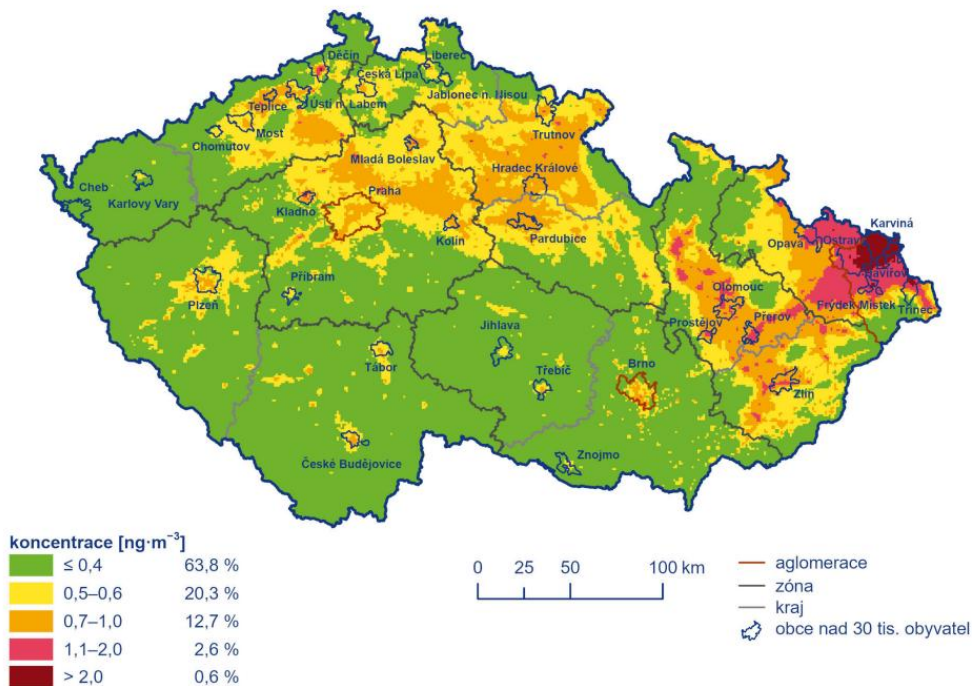 Děčín
Liberec
Česká Lípa
Jablonec n. Nisou
Teplice
Ústí n. Labem
Trutnov
Most
Chomutov
Mladá Boleslav
Hradec Králové
Cheb
Karlovy Vary
Praha
Kladno
Karviná
Opava
Ostrava
Kolín
Pardubice
Havířov
Příbram
Olomouc
Plzeň
Frýdek-Místek
Třinec
Jihlava
Prostějov
Přerov
Tábor
Třebíč
Brno
Zlín
České Budějovice
Znojmo
koncentrace [ng·m⁻³]
≤ 0,4 63,8 %
0,5–0,6 20,3 %
0,7–1,0 12,7 %
1,1–2,0 2,6 %
> 2,0 0,6 %
0 25 50 100 km
aglomerace
zóna
kraj
obce nad 30 tis. obyvatel